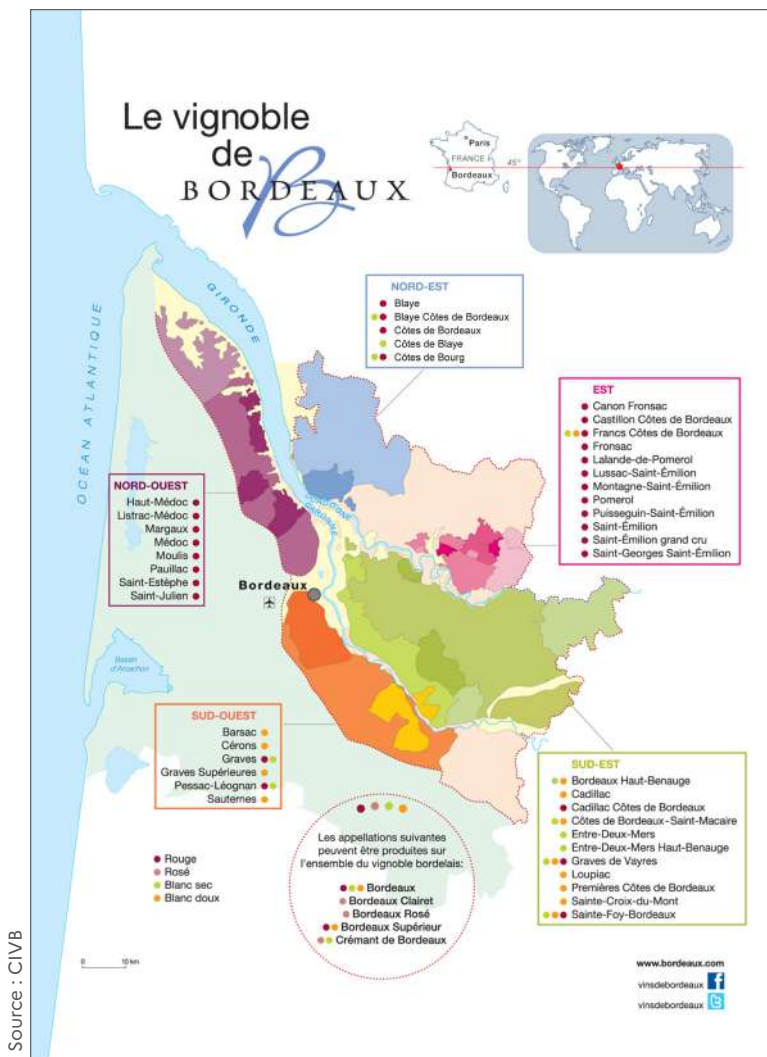 Le vignoble
de
BORDEAUX
B
Paris
FRANCE
45°
Bordeaux
OCÉAN ATLANTIQUE
GIRONDE
NORD-EST
Blaye
Blaye Côtes de Bordeaux
Côtes de Bordeaux
Côtes de Blaye
Côtes de Bourg
EST
Canon Fronsac
Castillon Côtes de Bordeaux
Francs Côtes de Bordeaux
Fronsac
Lalande-de-Pomerol
Lussac-Saint-Émilion
Montagne-Saint-Émilion
Pomerol
Puisseguin-Saint-Émilion
Saint-Émilion
Saint-Émilion grand cru
Saint-Georges Saint-Émilion
NORD-OUEST
Haut-Médoc
Listrac-Médoc
Margaux
Médoc
Moulis
Pauillac
Saint-Estèphe
Saint-Julien
DORDOGNE
GARONNE
Bordeaux
Bassin
d'Arcachon
SUD-OUEST
Barsac
Cérons
Graves
Graves Supérieures
Pessac-Léognan
Sauternes
SUD-EST
Bordeaux Haut-Benauge
Cadillac
Cadillac Côtes de Bordeaux
Côtes de Bordeaux-Saint-Macaire
Entre-Deux-Mers
Entre-Deux-Mers Haut-Benauge
Graves de Vayres
Loupiac
Premières Côtes de Bordeaux
Sainte-Croix-du-Mont
Sainte-Foy-Bordeaux
Les appellations suivantes
peuvent être produites sur
l'ensemble du vignoble bordelais:
Bordeaux
Bordeaux Clairet
Bordeaux Rosé
Bordeaux Supérieur
Crémant de Bordeaux
Rouge
Rosé
Blanc sec
Blanc doux
0 10 km
www.bordeaux.com
vinsdebordeaux f
vinsdebordeaux t
Source : CIVB